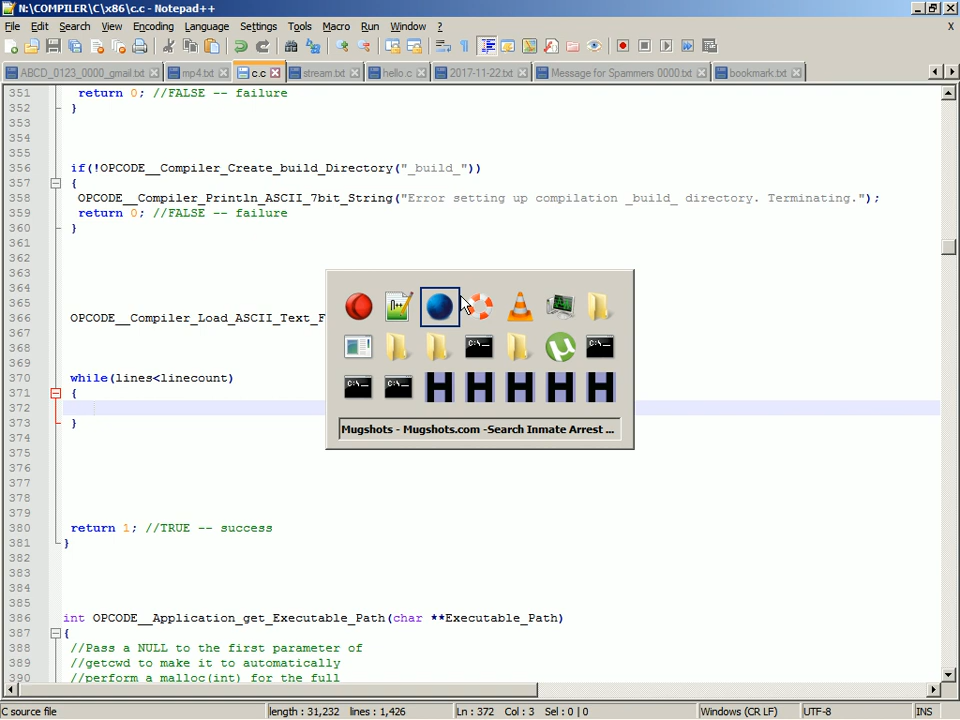 N:\COMPILER\C\x86\c.c - Notepad++
File Edit Search View Encoding Language Settings Tools Macro Run Window ?
X
ABCD_0123_0000_gmail.txt mp4.txt c.c stream.txt hello.c 2017-11-22.txt Message for Spammers 0000.txt bookmark.txt
351 return 0; //FALSE -- failure
352 }
353
354
355
356 if(!OPCODE__Compiler_Create_build_Directory("_build_"))
357 {
358 OPCODE__Compiler_Println_ASCII_7bit_String("Error setting up compilation _build_ directory. Terminating.");
359 return 0; //FALSE -- failure
360 }
361
362
363
364
365
366 OPCODE__Compiler_Load_ASCII_Text_F
367
368
369
370 while(lines<linecount)
371 {
372
373 }
374
375
376
377
378
379
380 return 1; //TRUE -- success
381 }
382
383
384
385
386 int OPCODE__Application_get_Executable_Path(char **Executable_Path)
387 {
388 //Pass a NULL to the first parameter of
389 //getcwd to make it to automatically
390 //perform a malloc(int) for the full
C:\_
C:\_
C:\_ C:\_ H H H H H
Mugshots - Mugshots.com -Search Inmate Arrest ...
C source file length : 31,232 lines : 1,426 Ln : 372 Col : 3 Sel : 0 | 0 Windows (CR LF) UTF-8 INS